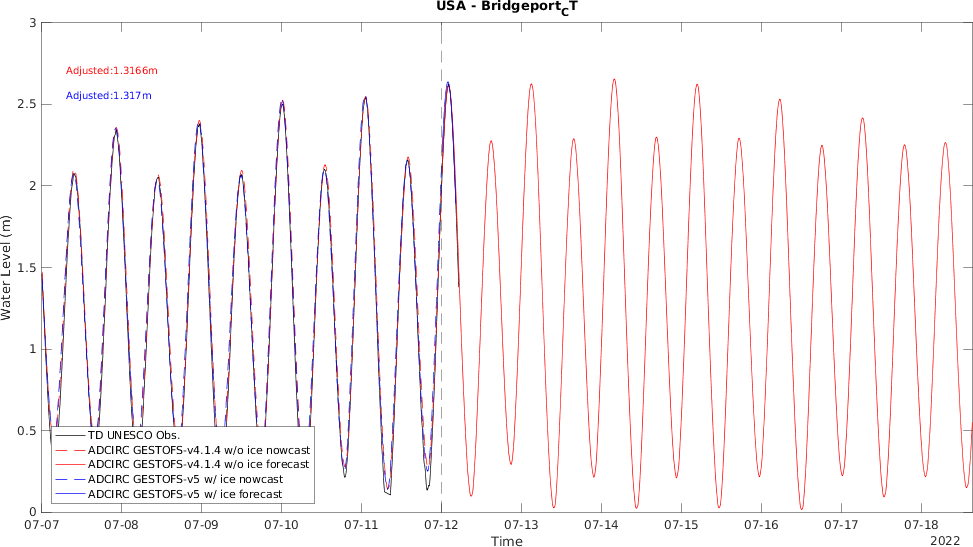 USA - Bridgeport_CT
3
2.5
2
1.5
1
0.5
0
Water Level (m)
Adjusted:1.3166m
Adjusted:1.317m
TD UNESCO Obs.
ADCIRC GESTOFS-v4.1.4 w/o ice nowcast
ADCIRC GESTOFS-v4.1.4 w/o ice forecast
ADCIRC GESTOFS-v5 w/ ice nowcast
ADCIRC GESTOFS-v5 w/ ice forecast
07-07 07-08 07-09 07-10 07-11 07-12 07-13 07-14 07-15 07-16 07-17 07-18
Time
2022